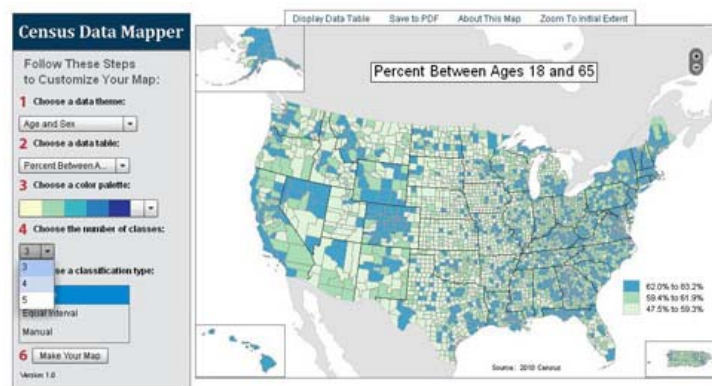 Census Data Mapper
Follow These Steps
to Customize Your Map:
1 Choose a data theme:
Age and Sex
2 Choose a data table:
Percent Between A...
3 Choose a color palette:
4 Choose the number of classes:
3
3
4
5
se a classification type:
Equal Interval
Manual
6 Make Your Map
Version 1.0
Display Data Table Save to PDF About This Map Zoom To Initial Extent
Percent Between Ages 18 and 65
62.0% to 83.2%
59.4% to 61.9%
47.5% to 59.3%
Source: 2010 Census